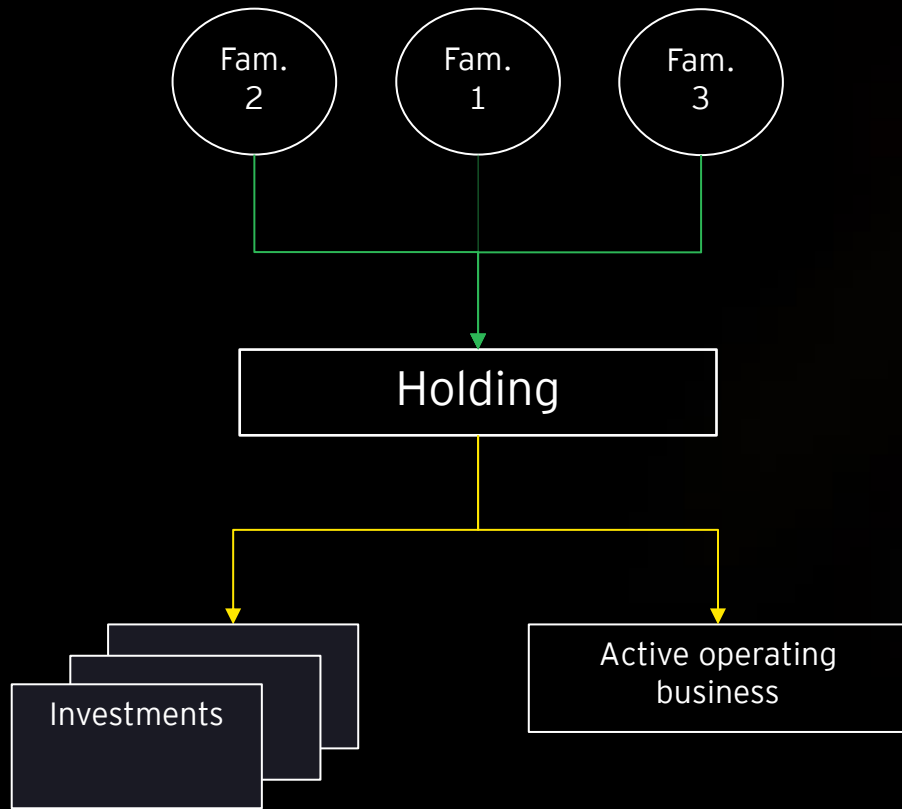 Fam.
2
Fam.
1
Fam.
3
Holding
Investments
Active operating
business